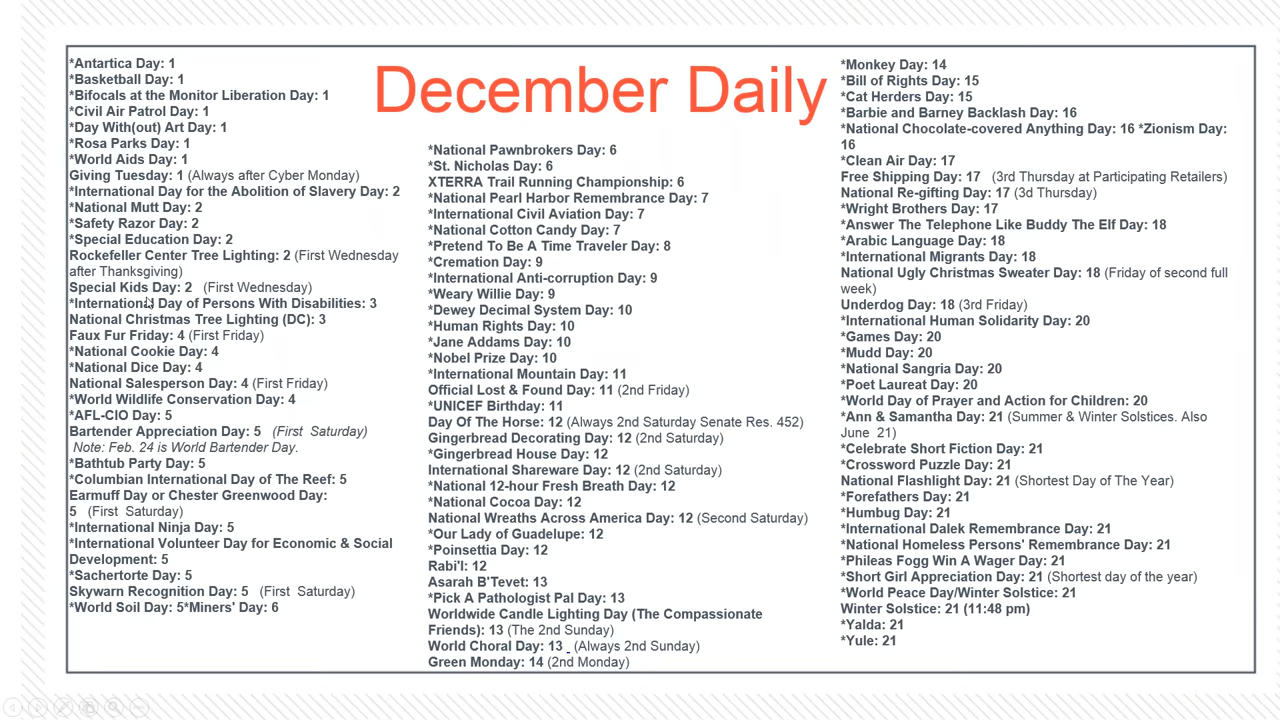 *Antartica Day: 1
*Basketball Day: 1
*Bifocals at the Monitor Liberation Day: 1
*Civil Air Patrol Day: 1
*Day With(out) Art Day: 1
*Rosa Parks Day: 1
*World Aids Day: 1
Giving Tuesday: 1 (Always after Cyber Monday)
*International Day for the Abolition of Slavery Day: 2
*National Mutt Day: 2
*Safety Razor Day: 2
*Special Education Day: 2
Rockefeller Center Tree Lighting: 2 (First Wednesday
after Thanksgiving)
Special Kids Day: 2 (First Wednesday)
*International Day of Persons With Disabilities: 3
National Christmas Tree Lighting (DC): 3
Faux Fur Friday: 4 (First Friday)
*National Cookie Day: 4
*National Dice Day: 4
National Salesperson Day: 4 (First Friday)
*World Wildlife Conservation Day: 4
*AFL-CIO Day: 5
Bartender Appreciation Day: 5 (First Saturday)
Note: Feb. 24 is World Bartender Day.
*Bathtub Party Day: 5
*Columbian International Day of The Reef: 5
Earmuff Day or Chester Greenwood Day:
5 (First Saturday)
*International Ninja Day: 5
*International Volunteer Day for Economic & Social
Development: 5
*Sachertorte Day: 5
Skywarn Recognition Day: 5 (First Saturday)
*World Soil Day: 5*Miners' Day: 6
December Daily
*National Pawnbrokers Day: 6
*St. Nicholas Day: 6
XTERRA Trail Running Championship: 6
*National Pearl Harbor Remembrance Day: 7
*International Civil Aviation Day: 7
*National Cotton Candy Day: 7
*Pretend To Be A Time Traveler Day: 8
*Cremation Day: 9
*International Anti-corruption Day: 9
*Weary Willie Day: 9
*Dewey Decimal System Day: 10
*Human Rights Day: 10
*Jane Addams Day: 10
*Nobel Prize Day: 10
*International Mountain Day: 11
Official Lost & Found Day: 11 (2nd Friday)
*UNICEF Birthday: 11
Day Of The Horse: 12 (Always 2nd Saturday Senate Res. 452)
Gingerbread Decorating Day: 12 (2nd Saturday)
*Gingerbread House Day: 12
International Shareware Day: 12 (2nd Saturday)
*National 12-hour Fresh Breath Day: 12
*National Cocoa Day: 12
National Wreaths Across America Day: 12 (Second Saturday)
*Our Lady of Guadelupe: 12
*Poinsettia Day: 12
Rabi'I: 12
Asarah B'Tevet: 13
*Pick A Pathologist Pal Day: 13
Worldwide Candle Lighting Day (The Compassionate
Friends): 13 (The 2nd Sunday)
World Choral Day: 13 (Always 2nd Sunday)
Green Monday: 14 (2nd Monday)
*Monkey Day: 14
*Bill of Rights Day: 15
*Cat Herders Day: 15
*Barbie and Barney Backlash Day: 16
*National Chocolate-covered Anything Day: 16 *Zionism Day:
16
*Clean Air Day: 17
Free Shipping Day: 17 (3rd Thursday at Participating Retailers)
National Re-gifting Day: 17 (3d Thursday)
*Wright Brothers Day: 17
*Answer The Telephone Like Buddy The Elf Day: 18
*Arabic Language Day: 18
*International Migrants Day: 18
National Ugly Christmas Sweater Day: 18 (Friday of second full
week)
Underdog Day: 18 (3rd Friday)
*International Human Solidarity Day: 20
*Games Day: 20
*Mudd Day: 20
*National Sangria Day: 20
*Poet Laureat Day: 20
*World Day of Prayer and Action for Children: 20
*Ann & Samantha Day: 21 (Summer & Winter Solstices. Also
June 21)
*Celebrate Short Fiction Day: 21
*Crossword Puzzle Day: 21
National Flashlight Day: 21 (Shortest Day of The Year)
*Forefathers Day: 21
*Humbug Day: 21
*International Dalek Remembrance Day: 21
*National Homeless Persons' Remembrance Day: 21
*Phileas Fogg Win A Wager Day: 21
*Short Girl Appreciation Day: 21 (Shortest day of the year)
*World Peace Day/Winter Solstice: 21
Winter Solstice: 21 (11:48 pm)
*Yalda: 21
*Yule: 21